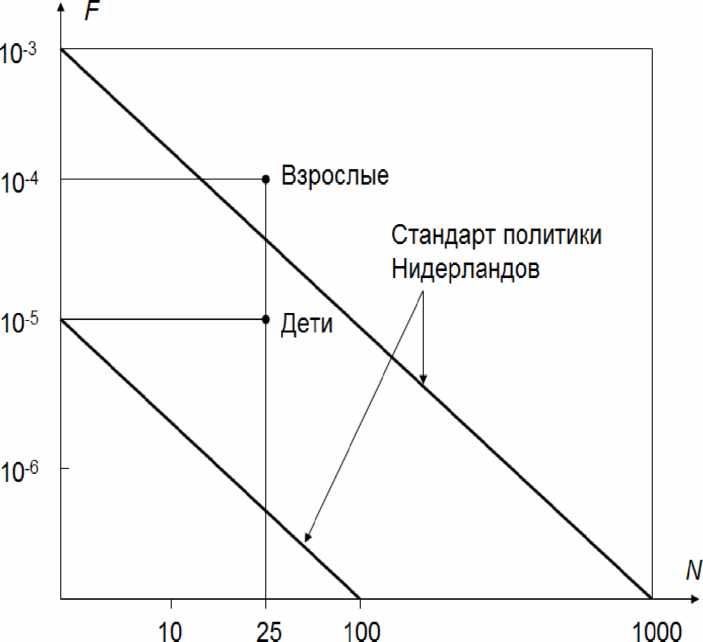 F
10-3
10-4
Взрослые
Стандарт политики
Нидерландов
10-5
Дети
10-6
N
10 25 100 1000